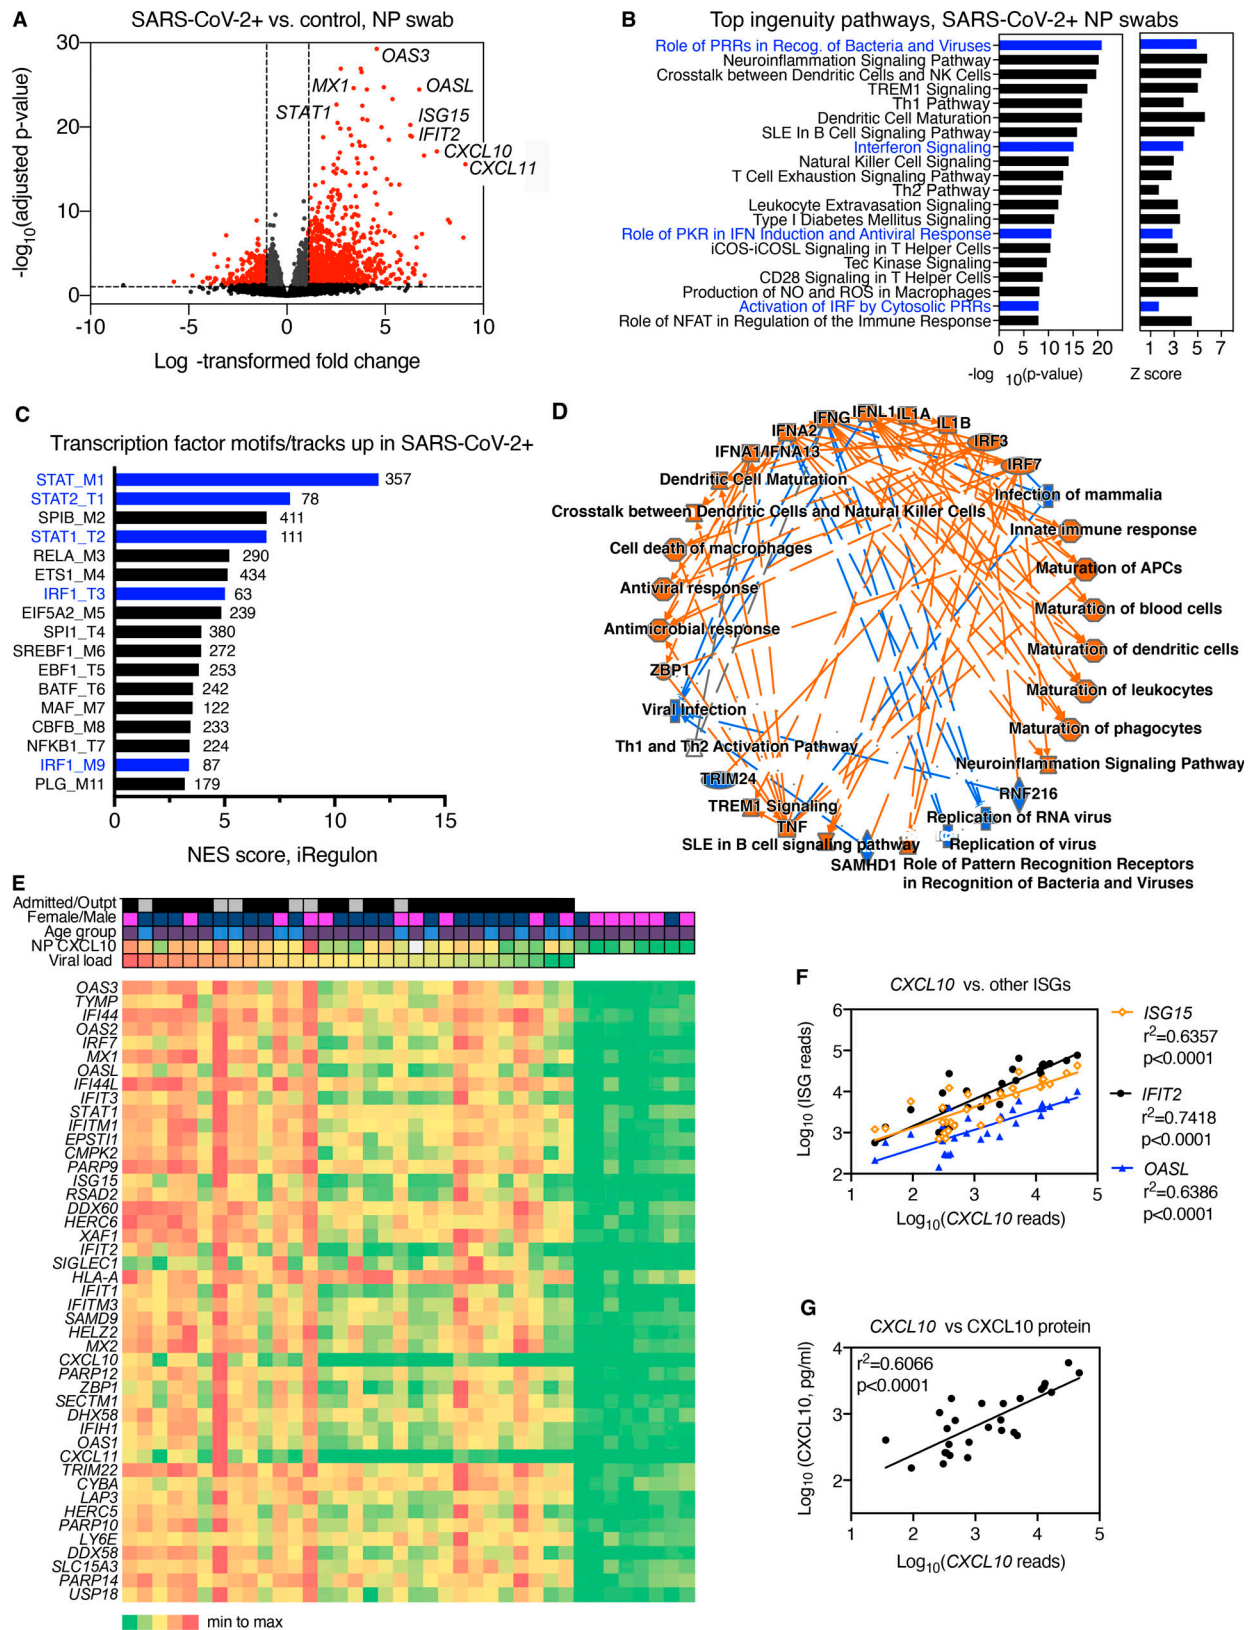 A
SARS-CoV-2+ vs. control, NP swab
30
20
10
0
-log10(adjusted p-value)
OAS3
MX1
OASL
STAT1
ISG15
IFIT2
CXCL10
CXCL11
-10 -5 0 5 10
Log -transformed fold change
B
Top ingenuity pathways, SARS-CoV-2+ NP swabs
Role of PRRs in Recog. of Bacteria and Viruses
Neuroinflammation Signaling Pathway
Crosstalk between Dendritic Cells and NK Cells
TREM1 Signaling
Th1 Pathway
Dendritic Cell Maturation
SLE In B Cell Signaling Pathway
Interferon Signaling
Natural Killer Cell Signaling
T Cell Exhaustion Signaling Pathway
Th2 Pathway
Leukocyte Extravasation Signaling
Type I Diabetes Mellitus Signaling
Role of PKR in IFN Induction and Antiviral Response
iCOS-iCOSL Signaling in T Helper Cells
Tec Kinase Signaling
CD28 Signaling in T Helper Cells
Production of NO and ROS in Macrophages
Activation of IRF by Cytosolic PRRs
Role of NFAT in Regulation of the Immune Response
0 5 10 15 20
1 3 5 7
-log 10(p-value)
Z score
C
Transcription factor motifs/tracks up in SARS-CoV-2+
STAT_M1 357
STAT2_T1 78
SPIB_M2 411
STAT1_T2 111
RELA_M3 290
ETS1_M4 434
IRF1_T3 63
EIF5A2_M5 239
SPI1_T4 380
SREBF1_M6 272
EBF1_T5 253
BATF_T6 242
MAF_M7 122
CBFB_M8 233
NFKB1_T7 224
IRF1_M9 87
PLG_M11 179
0 5 10 15
NES score, iRegulon
D
IFNL1
IL1A
IFNG
IL1B
IFNA2
IRF3
IFNA1/IFNA13
IRF7
Dendritic Cell Maturation
Infection of mammalia
Crosstalk between Dendritic Cells and Natural Killer Cells
Innate immune response
Cell death of macrophages
Maturation of APCs
Antiviral response
Maturation of blood cells
Antimicrobial response
Maturation of dendritic cells
ZBP1
Maturation of leukocytes
Viral Infection
Maturation of phagocytes
Th1 and Th2 Activation Pathway
Neuroinflammation Signaling Pathway
TRIM24
RNF216
TREM1 Signaling
Replication of RNA virus
TNF
SLE in B cell signaling pathway
Replication of virus
SAMHD1
Role of Pattern Recognition Receptors
in Recognition of Bacteria and Viruses
E
Admitted/Outpt
Female/Male
Age group
NP CXCL10
Viral load
OAS3
TYMP
IFI44
OAS2
IRF7
MX1
OASL
IFI44L
IFIT3
STAT1
IFITM1
EPSTI1
CMPK2
PARP9
ISG15
RSAD2
DDX60
HERC6
XAF1
IFIT2
SIGLEC1
HLA-A
IFIT1
IFITM3
SAMD9
HELZ2
MX2
CXCL10
PARP12
ZBP1
SECTM1
DHX58
IFIH1
OAS1
CXCL11
TRIM22
CYBA
LAP3
HERC5
PARP10
LY6E
DDX58
SLC15A3
PARP14
USP18
min to max
F
CXCL10 vs. other ISGs
6
5
4
3
2
Log10 (ISG reads)
1 2 3 4 5
Log10(CXCL10 reads)
ISG15
r2=0.6357
p<0.0001
IFIT2
r2=0.7418
p<0.0001
OASL
r2=0.6386
p<0.0001
G
CXCL10 vs CXCL10 protein
4
3
2
Log10 (CXCL10, pg/ml)
r2=0.6066
p<0.0001
1 2 3 4 5
Log10(CXCL10 reads)